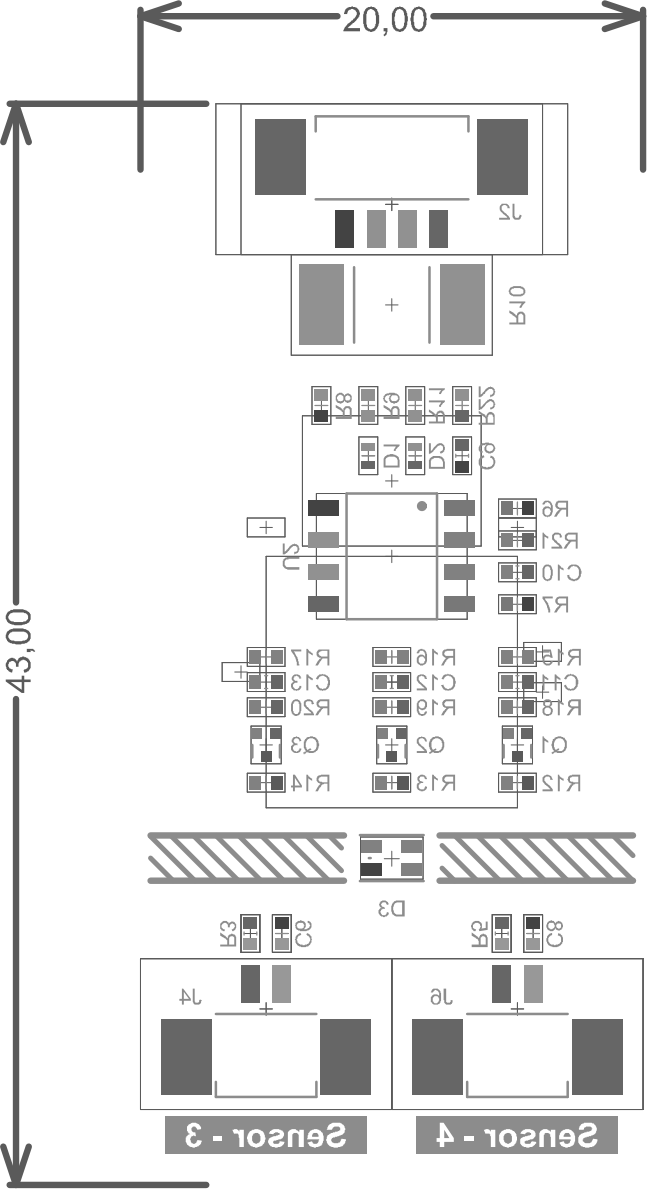 20,00
43,00
J2
R10
R8 R9 R11 R22
D1 D2 C9
U2
R6
R21
C10
R7
R17 R16 R15
C13 C12 C11
R20 R19 R18
Q3 Q2 Q1
R14 R13 R12
D3
R3 C6 R5 C8
J4 J6
Sensor - 3 Sensor - 4